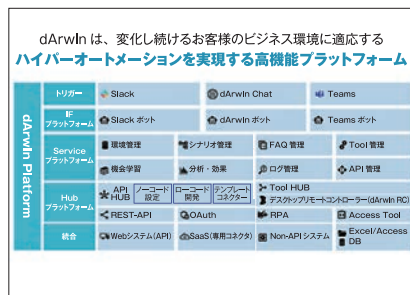 dArwIn は、変化し続けるお客様のビジネス環境に適応する
ハイパーオートメーションを実現する高機能プラットフォーム
dArwIn Platform
トリガー Slack dArwIn Chat Teams
IF プラットフォーム Slack ボット dArwIn ボット Teams ボット
Service プラットフォーム 環境管理 シナリオ管理 FAQ 管理 Tool 管理
機会学習 分析・効果 ログ管理 API 管理
Hub プラットフォーム API HUB ノーコード 設定 ローコード 開発 テンプレート コネクター Tool HUB
デスクトップリモートコントローラー(dArwIn RC)
REST-API OAuth RPA Access Tool
統合 Webシステム(API) SaaS(専用コネクタ) Non-API システム Excel/Access DB